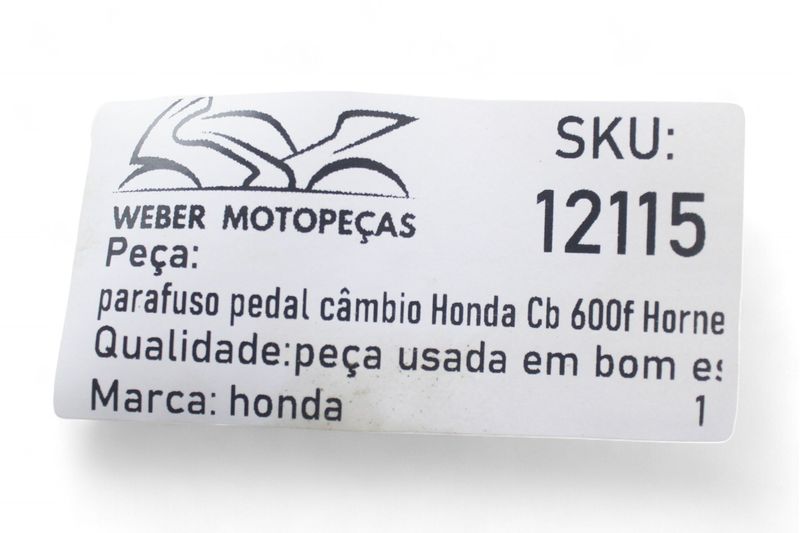 WEBER MOTOPEÇAS
SKU:
12115
Peça:
parafuso pedal câmbio Honda Cb 600f Horne
Qualidade:peça usada em bom es
Marca: honda
1